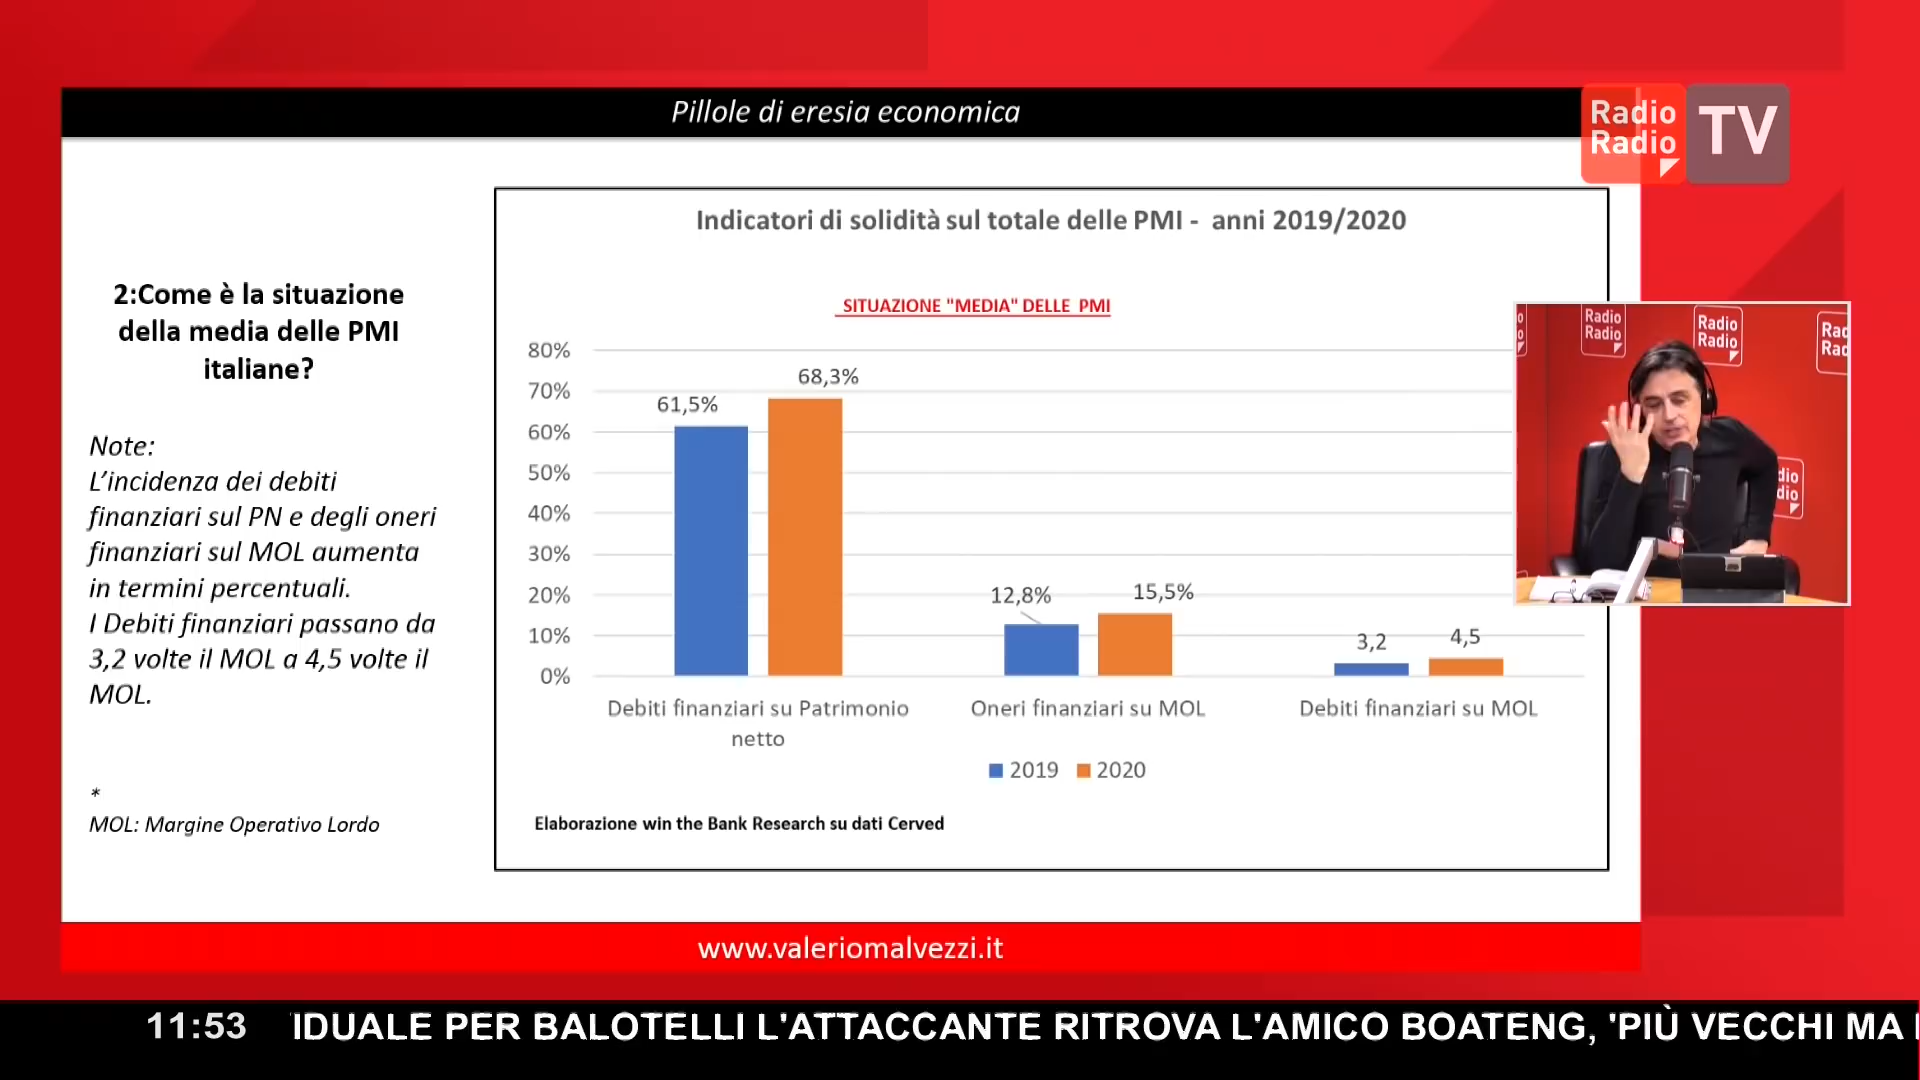 Pillole di eresia economica
Radio
Radio
TV
2:Come è la situazione
della media delle PMI
italiane?
Note:
L'incidenza dei debiti
finanziari sul PN e degli oneri
finanziari sul MOL aumenta
in termini percentuali.
I Debiti finanziari passano da
3,2 volte il MOL a 4,5 volte il
MOL.
*
MOL: Margine Operativo Lordo
Indicatori di solidità sul totale delle PMI - anni 2019/2020
SITUAZIONE "MEDIA" DELLE PMI
80%
70%
60%
50%
40%
30%
20%
10%
0%
61,5%
68,3%
12,8%
15,5%
3,2
4,5
Debiti finanziari su Patrimonio
netto
Oneri finanziari su MOL
Debiti finanziari su MOL
2019
2020
Elaborazione win the Bank Research su dati Cerved
Radio
Radio
Radio
Radio
www.valeriomalvezzi.it
11:53
IDUALE PER BALOTELLI L'ATTACCANTE RITROVA L'AMICO BOATENG, 'PIÙ VECCHI MA